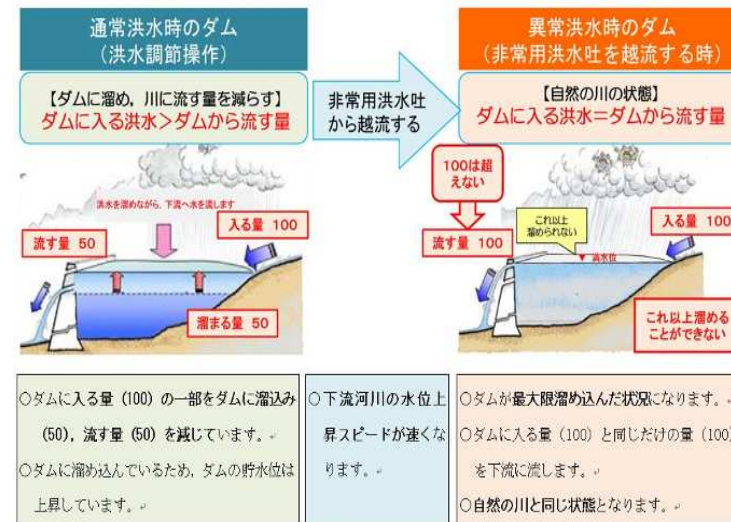 通常洪水時のダム
（洪水調節操作）
【ダムに溜め，川に流す量を減らす】
ダムに入る洪水＞ダムから流す量
洪水を溜めながら、下流へ水を流します
入る量 100
流す量 50
溜まる量 50
○ダムに入る量（100）の一部をダムに溜込み
（50），流す量（50）を減じています。
○ダムに溜め込んでいるため，ダムの貯水位は
上昇しています。
非常用洪水吐
から越流する
○下流河川の水位上
昇スピードが速くな
ります。
異常洪水時のダム
（非常用洪水吐を越流する時）
【自然の川の状態】
ダムに入る洪水＝ダムから流す量
100は超
えない
流す量 100
これ以上
溜められない
満水位
入る量 100
これ以上溜める
ことができない
○ダムが最大限溜め込んだ状況になります。
○ダムに入る量（100）と同じだけの量（100）
を下流に流します。
○自然の川と同じ状態となります。